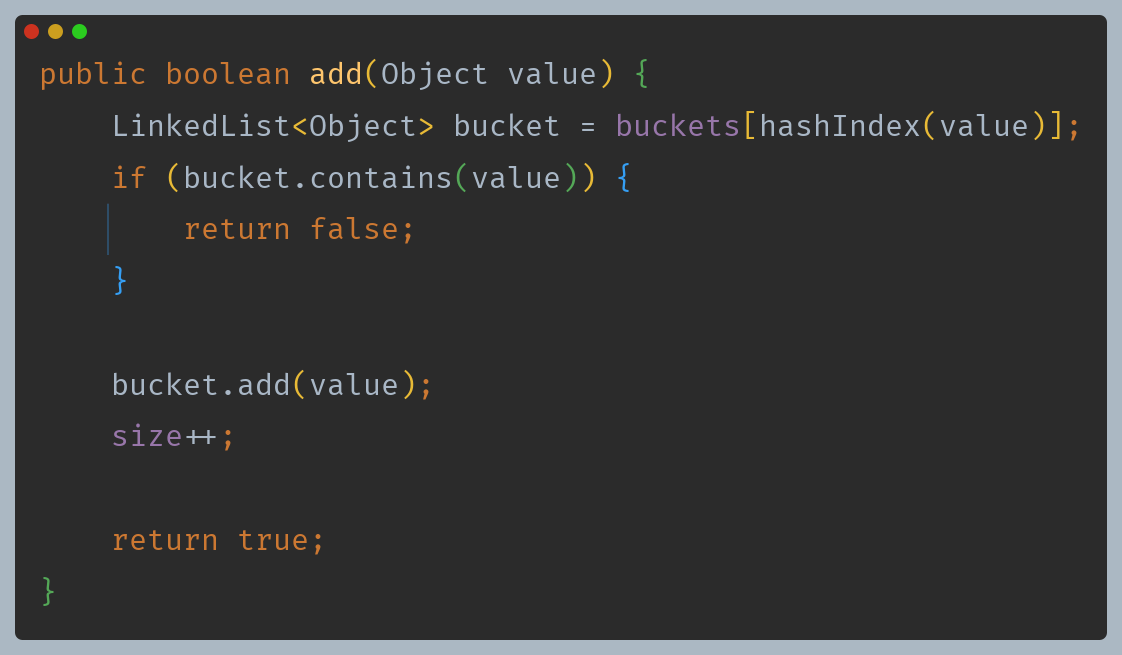 public boolean add(Object value) {
    LinkedList<Object> bucket = buckets[hashIndex(value)];
    if (bucket.contains(value)) {
        return false;
    }

    bucket.add(value);
    size++;

    return true;
}